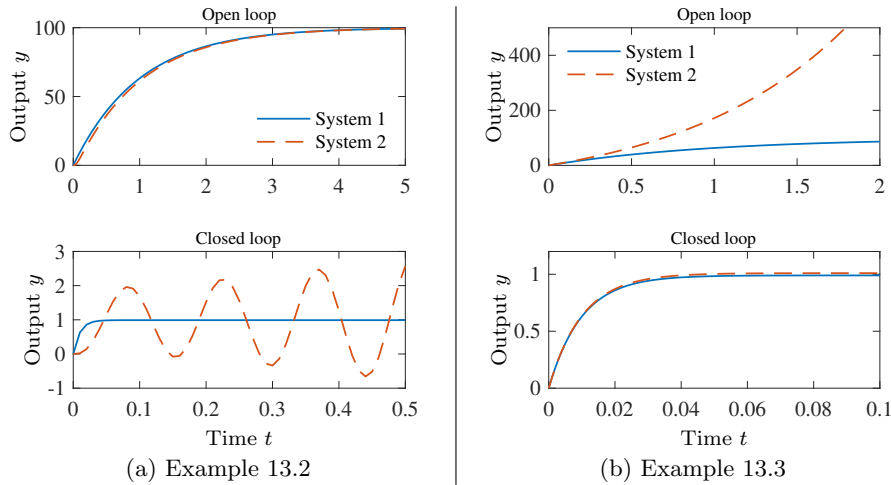 Open loop
100
50
0
Output y
System 1
System 2
0 1 2 3 4 5
Closed loop
3
2
1
0
-1
Output y
0 0.1 0.2 0.3 0.4 0.5
Time t
(a) Example 13.2
Open loop
400
200
0
Output y
System 1
System 2
0 0.5 1 1.5 2
Closed loop
1
0.5
0
Output y
0 0.02 0.04 0.06 0.08 0.1
Time t
(b) Example 13.3